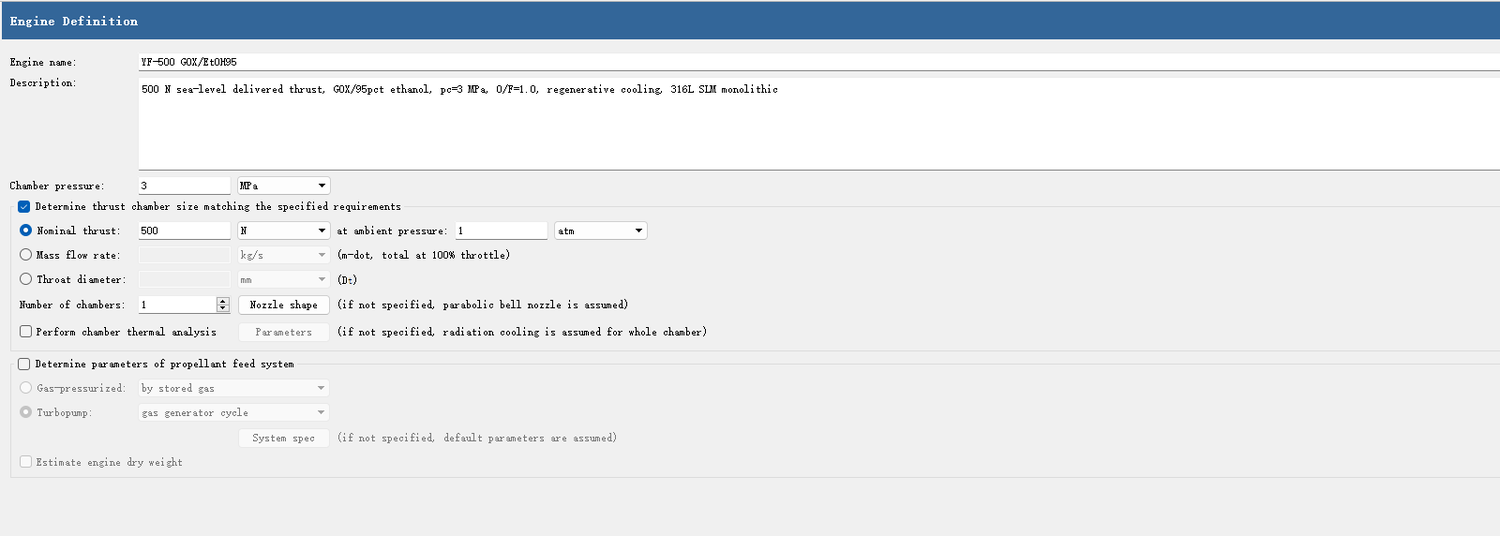 Engine Definition
Engine name: YF-500 GOX/EtOH95
Description: 500 N sea-level delivered thrust, GOX/95pct ethanol, pc=3 MPa, O/F=1.0, regenerative cooling, 316L SLM monolithic
Chamber pressure: 3 MPa
Determine thrust chamber size matching the specified requirements
Nominal thrust: 500 N at ambient pressure: 1 atm
Mass flow rate: kg/s (m-dot, total at 100% throttle)
Throat diameter: mm (Dt)
Number of chambers: 1 Nozzle shape (if not specified, parabolic bell nozzle is assumed)
Perform chamber thermal analysis Parameters (if not specified, radiation cooling is assumed for whole chamber)
Determine parameters of propellant feed system
Gas-pressurized: by stored gas
Turbopump: gas generator cycle
System spec (if not specified, default parameters are assumed)
Estimate engine dry weight